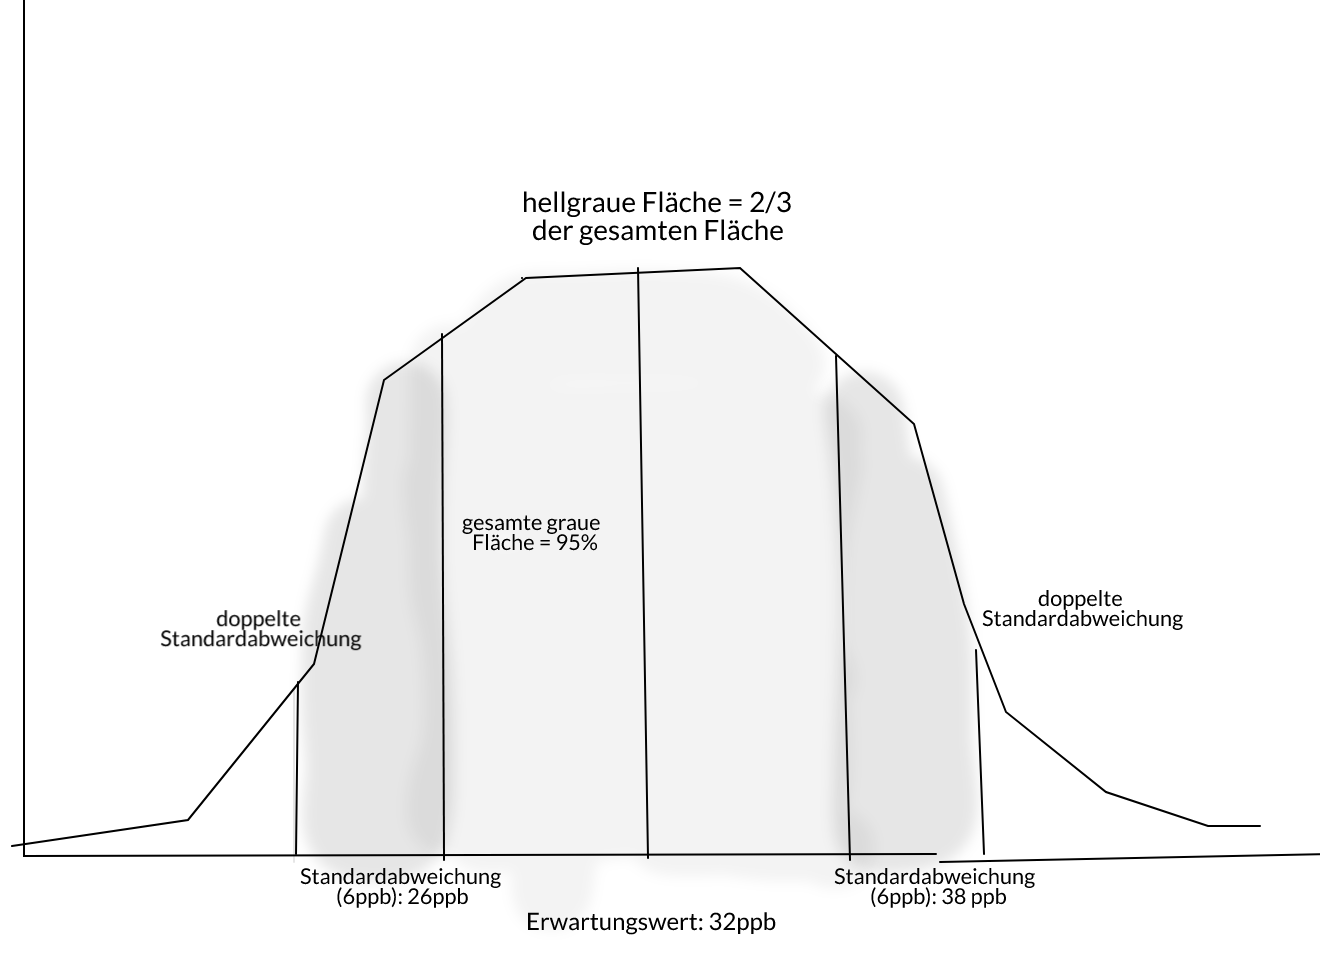 hellgraue Fläche = 2/3
der gesamten Fläche
gesamte graue
Fläche = 95%
doppelte
Standardabweichung
doppelte
Standardabweichung
Standardabweichung
(6ppb): 26ppb
Standardabweichung
(6ppb): 38 ppb
Erwartungswert: 32ppb